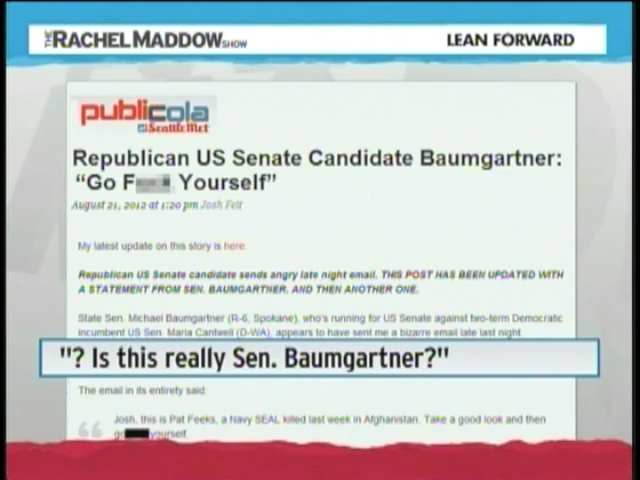 THE RACHEL MADDOW SHOW
LEAN FORWARD
publicola
Seattle Met
Republican US Senate Candidate Baumgartner:
"Go F Yourself"
August 21, 2012 at 1:20 pm Josh Feit
My latest update on this story is here.
Republican US Senate candidate sends angry late night email. THIS POST HAS BEEN UPDATED WITH
A STATEMENT FROM SEN. BAUMGARTNER. AND THEN ANOTHER ONE.
State Sen. Michael Baumgartner (R-6, Spokane), who's running for US Senate against two-term Democratic
incumbent US Sen. Maria Cantwell (D-WA), appears to have sent me a bizarre email late last night.
"? Is this really Sen. Baumgartner?"
The email in its entirety said:
Josh, this is Pat Feeks, a Navy SEAL killed last week in Afghanistan. Take a good look and then
go yourself.